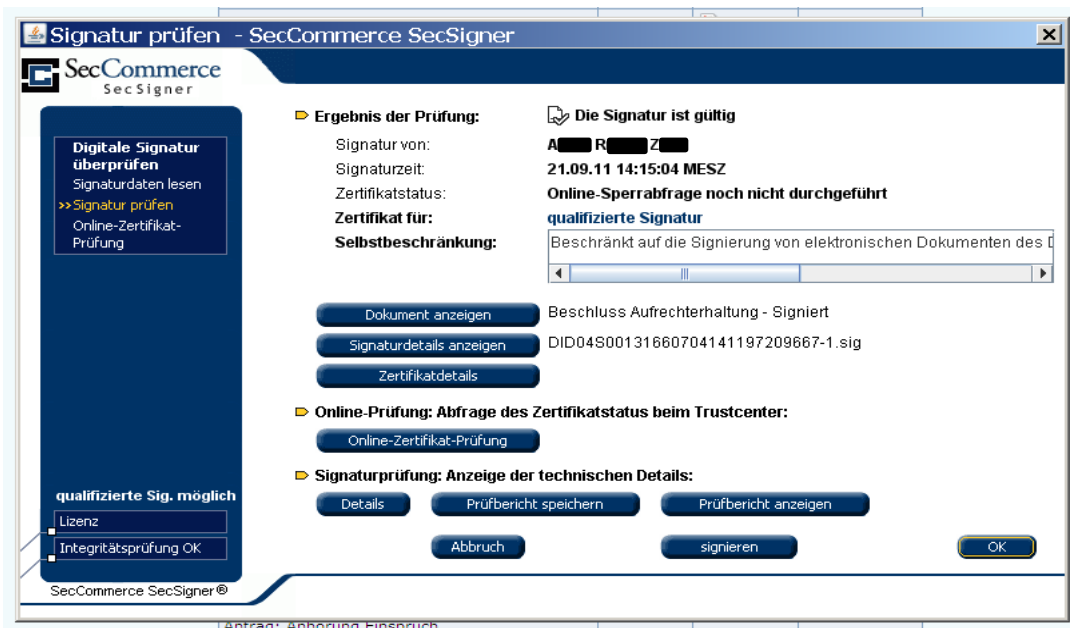 Signatur prüfen - SecCommerce SecSigner
SecCommerce
SecSigner
Digitale Signatur
überprüfen
Signaturdaten lesen
>>Signatur prüfen
Online-Zertifikat-
Prüfung
qualifizierte Sig. möglich
Lizenz
Integritätsprüfung OK
SecCommerce SecSigner®
Ergebnis der Prüfung: Die Signatur ist gültig
Signatur von: A R Z
Signaturzeit: 21.09.11 14:15:04 MESZ
Zertifikatstatus: Online-Sperrabfrage noch nicht durchgeführt
Zertifikat für: qualifizierte Signatur
Selbstbeschränkung: Beschränkt auf die Signierung von elektronischen Dokumenten des
Dokument anzeigen Beschluss Aufrechterhaltung - Signiert
Signaturdetails anzeigen DID04S00131660704141197209667-1.sig
Zertifikatdetails
Online-Prüfung: Abfrage des Zertifikatstatus beim Trustcenter:
Online-Zertifikat-Prüfung
Signaturprüfung: Anzeige der technischen Details:
Details Prüfbericht speichern Prüfbericht anzeigen
Abbruch signieren OK
Antrag: Anhörung Einspruch